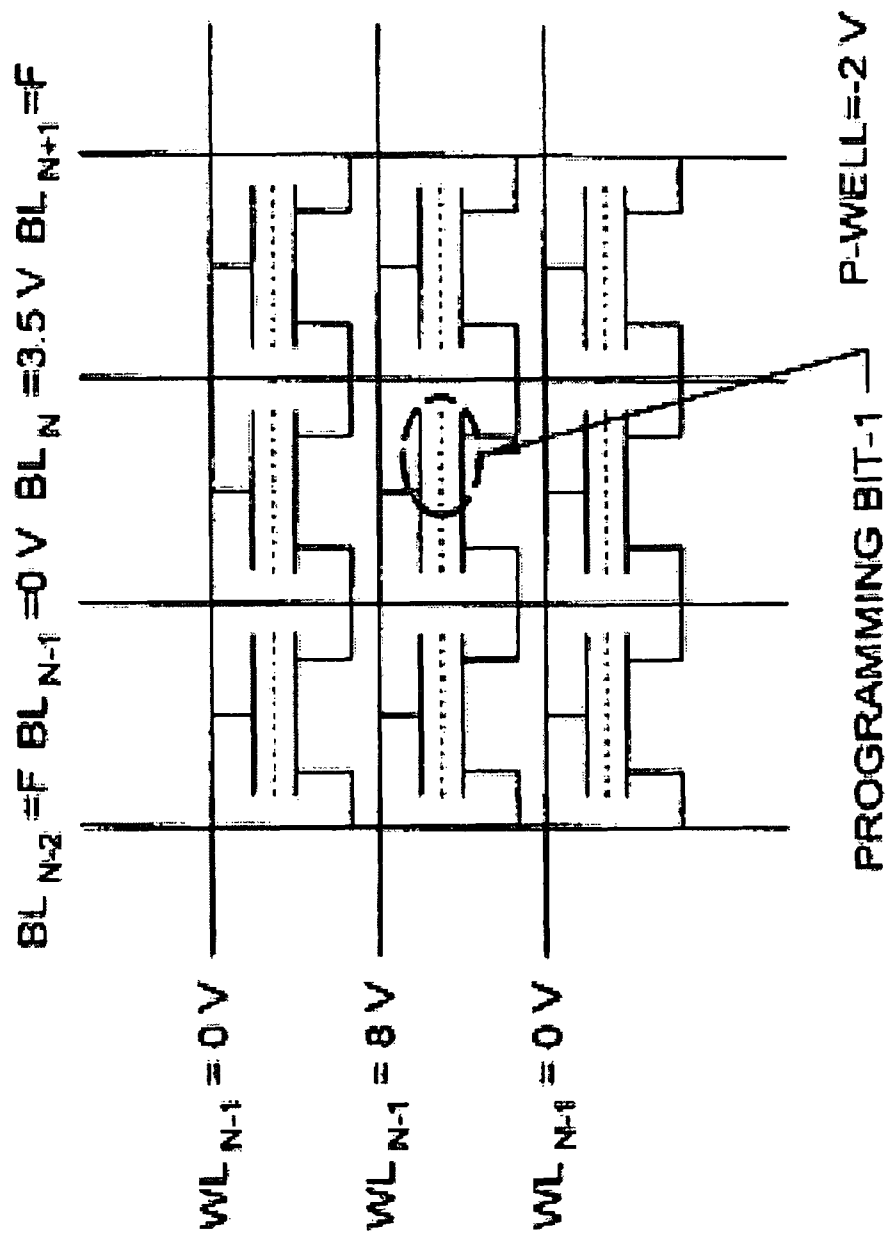 BL N-2 =F BL N-1 =0 V BL N =3.5 V BL N+1 =F
WL N-1 =0 V
WL N-1 =8 V
WL N-1 =0 V
P-WELL=-2 V
PROGRAMMING BIT-1